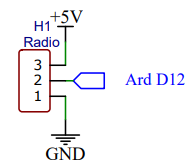 +5V
H1
Radio
3
2
1
Ard D12
GND